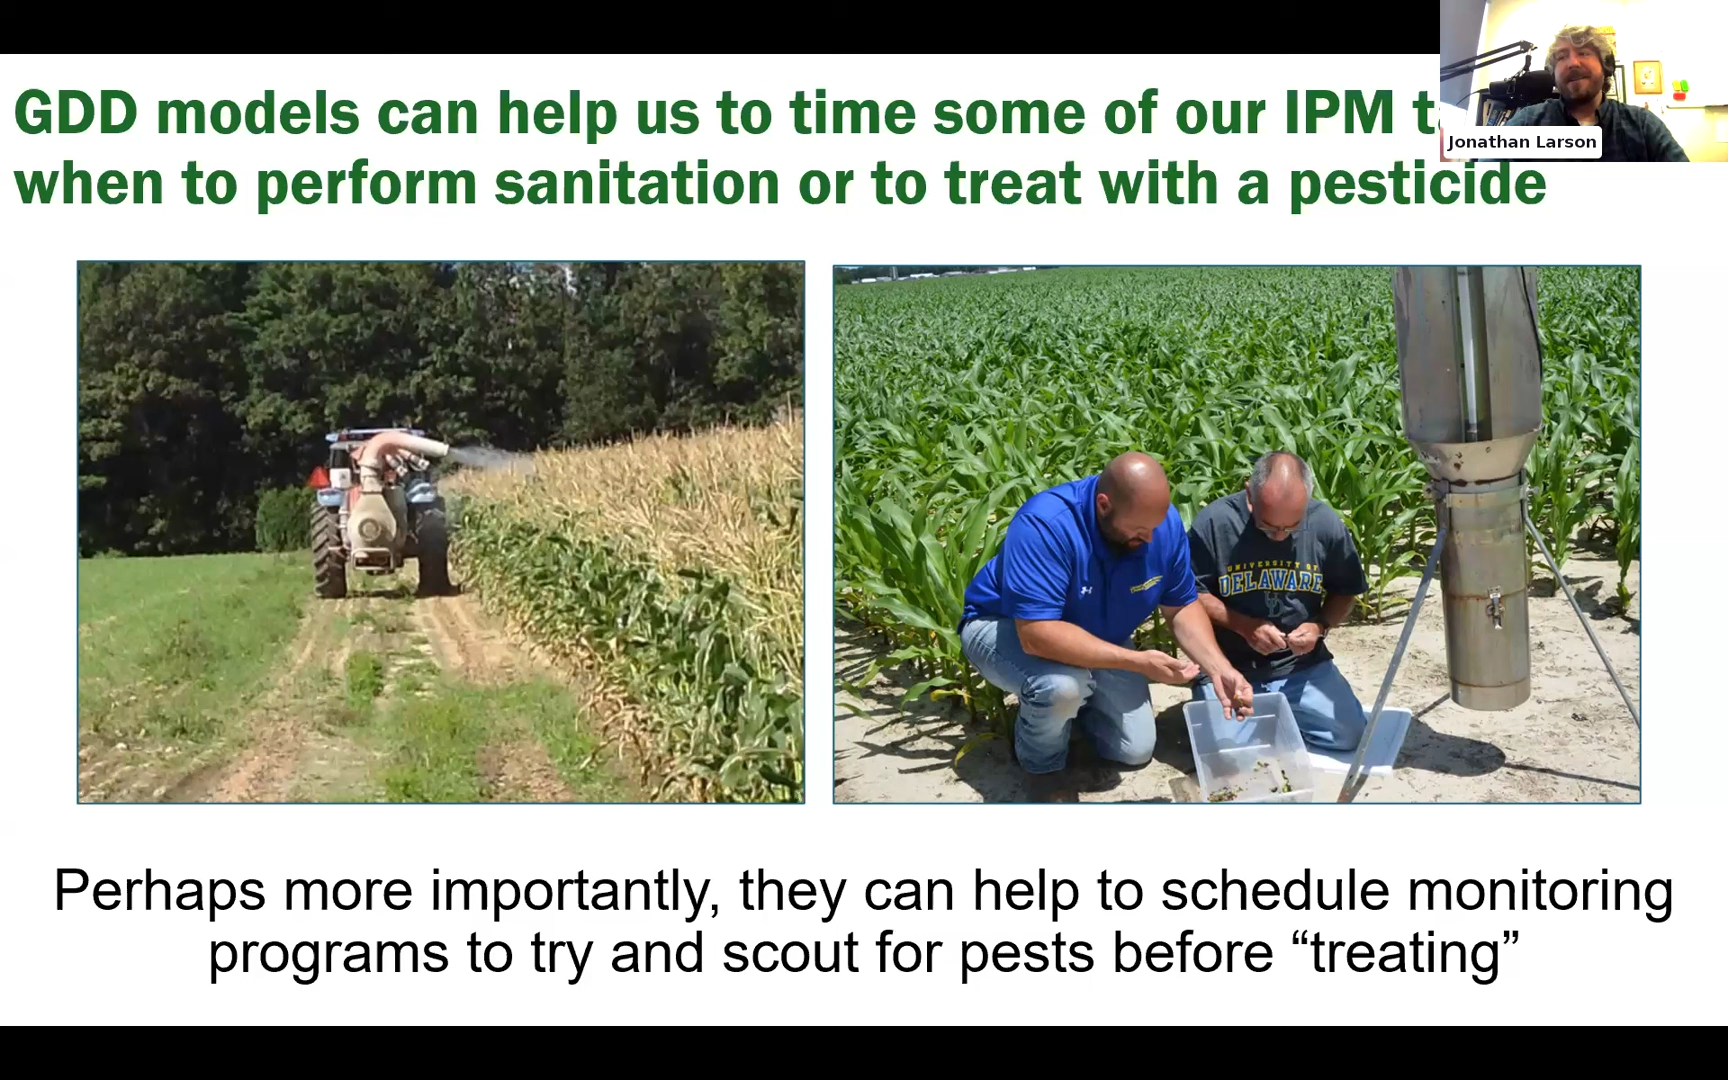 GDD models can help us to time some of our IPM
when to perform sanitation or to treat with a pesticide
Jonathan Larson
UNIVERSITY OF
DELAWARE
UD
Perhaps more importantly, they can help to schedule monitoring
programs to try and scout for pests before “treating”